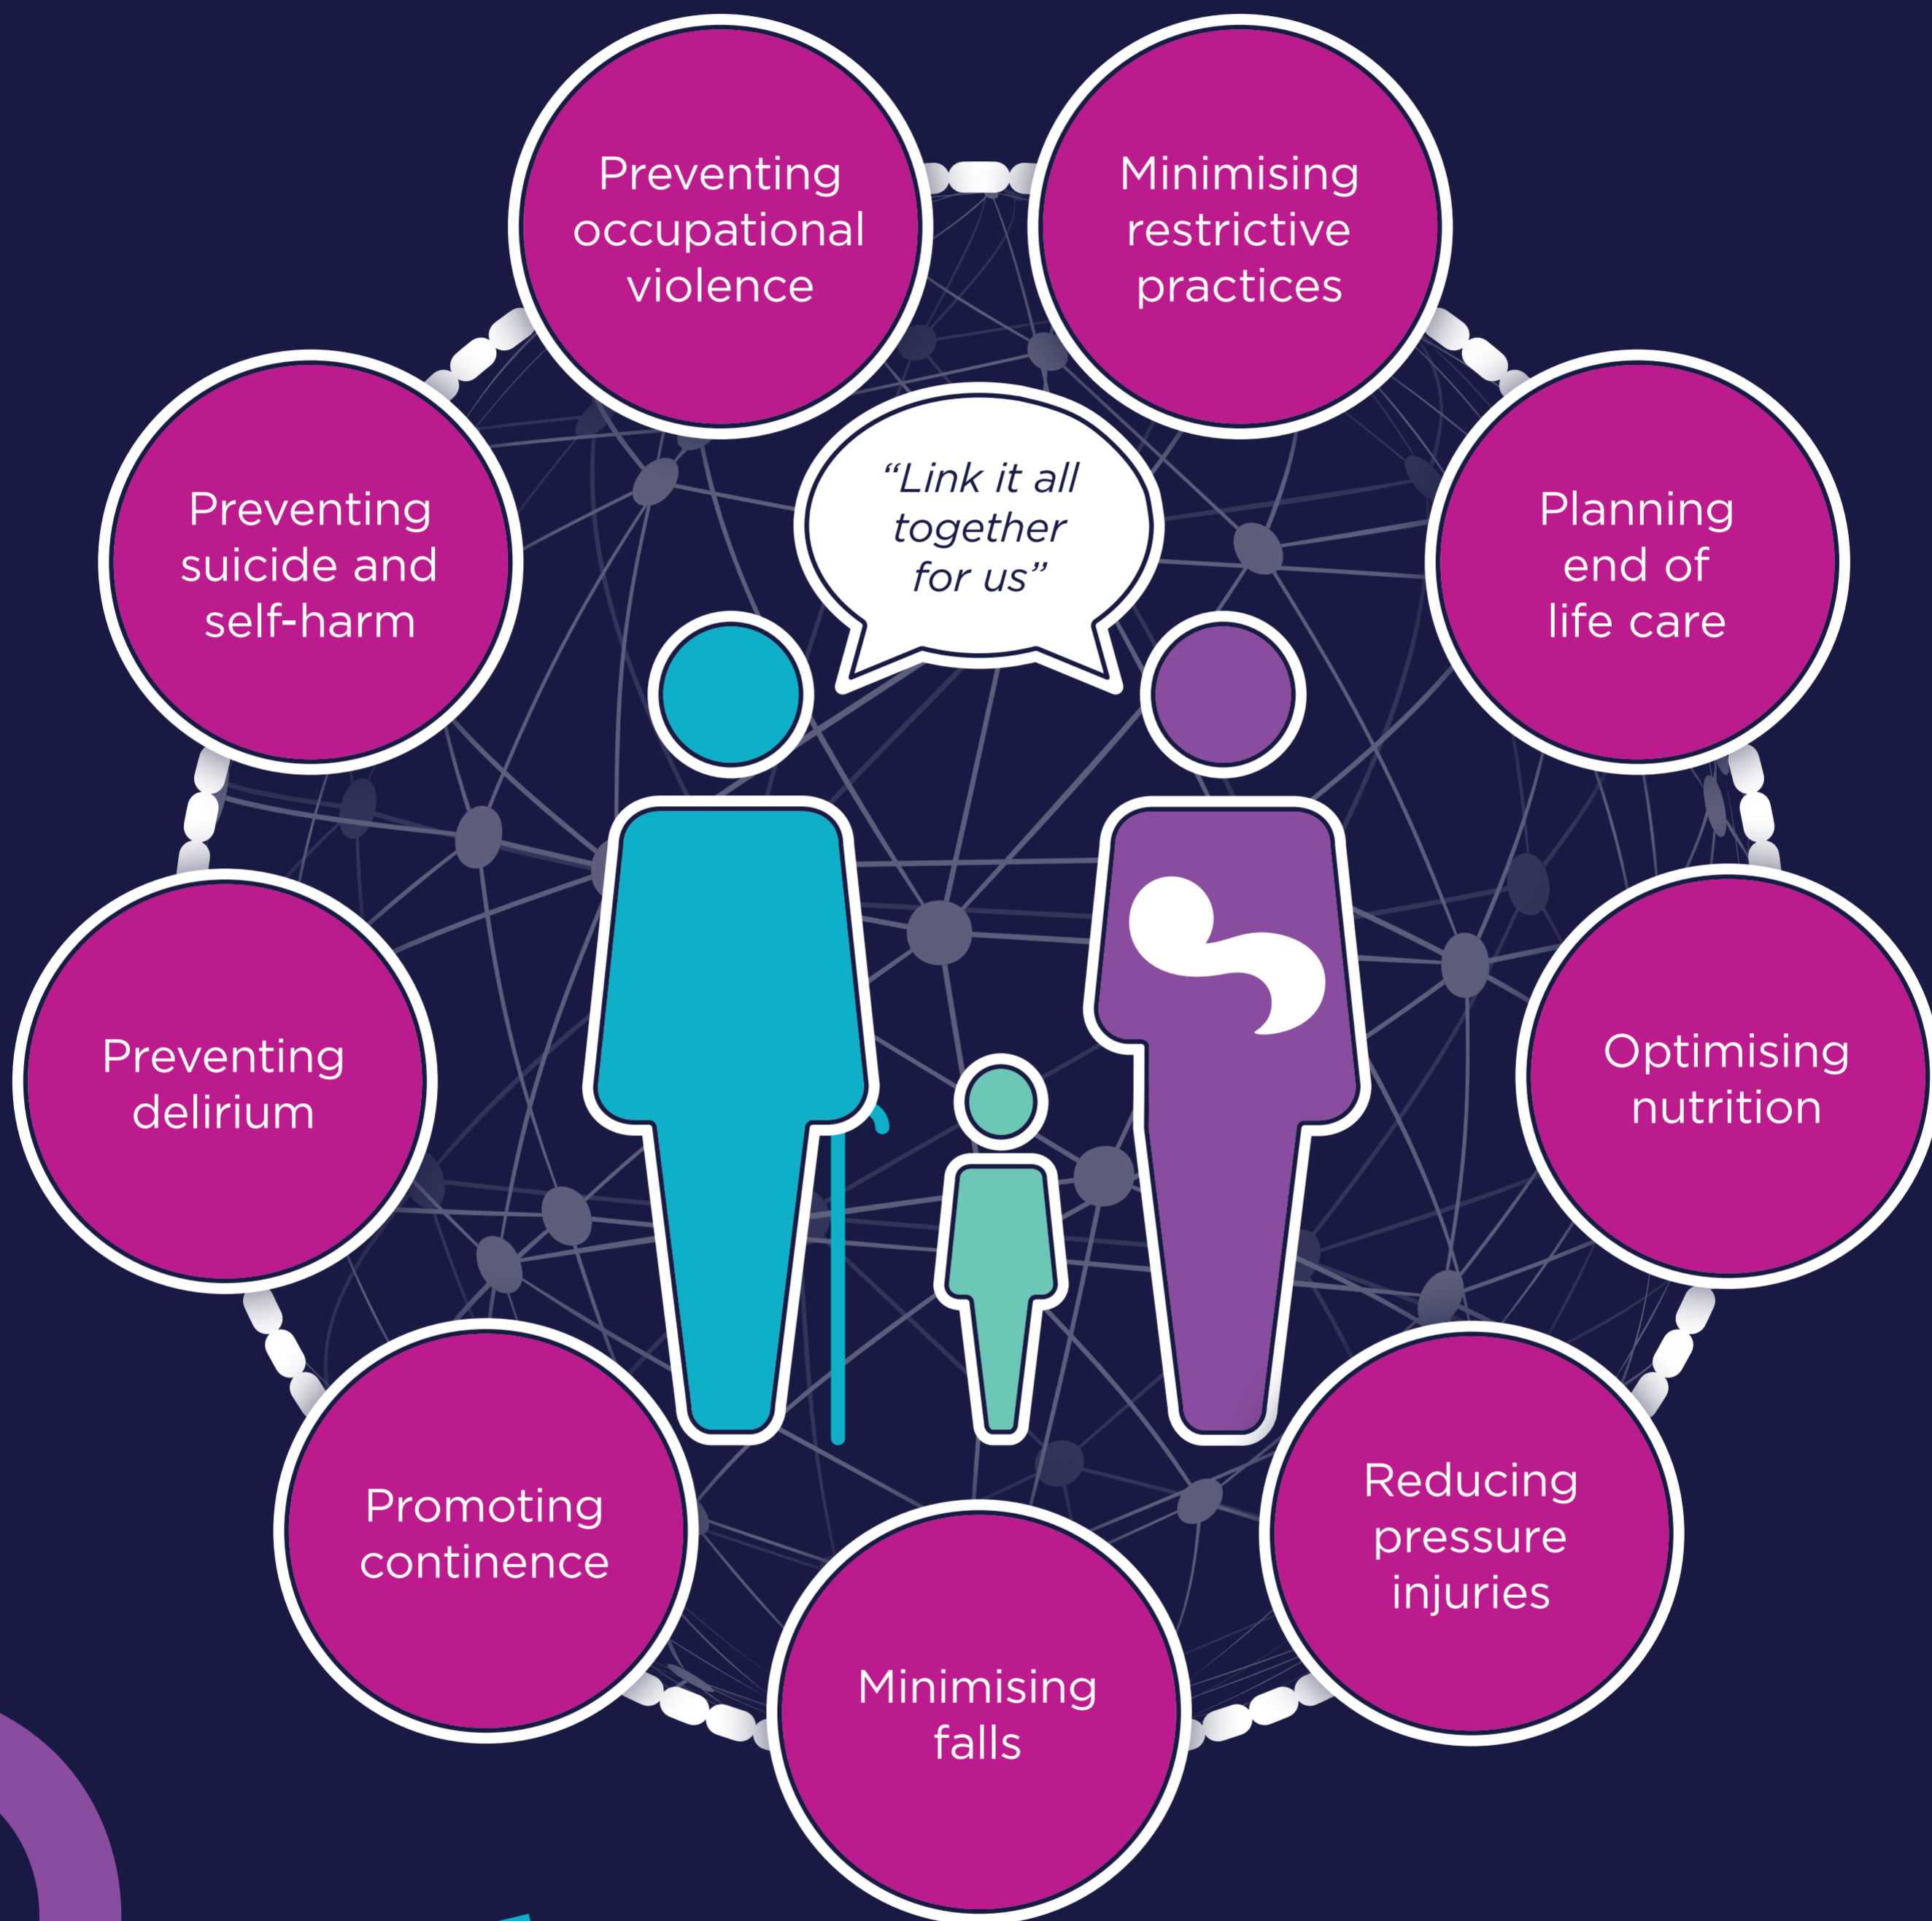 Preventing
occupational
violence
Minimising
restrictive
practices
Preventing
suicide and
self-harm
“Link it all
together
for us”
Planning
end of
life care
Preventing
delirium
Optimising
nutrition
Promoting
continence
Reducing
pressure
injuries
Minimising
falls